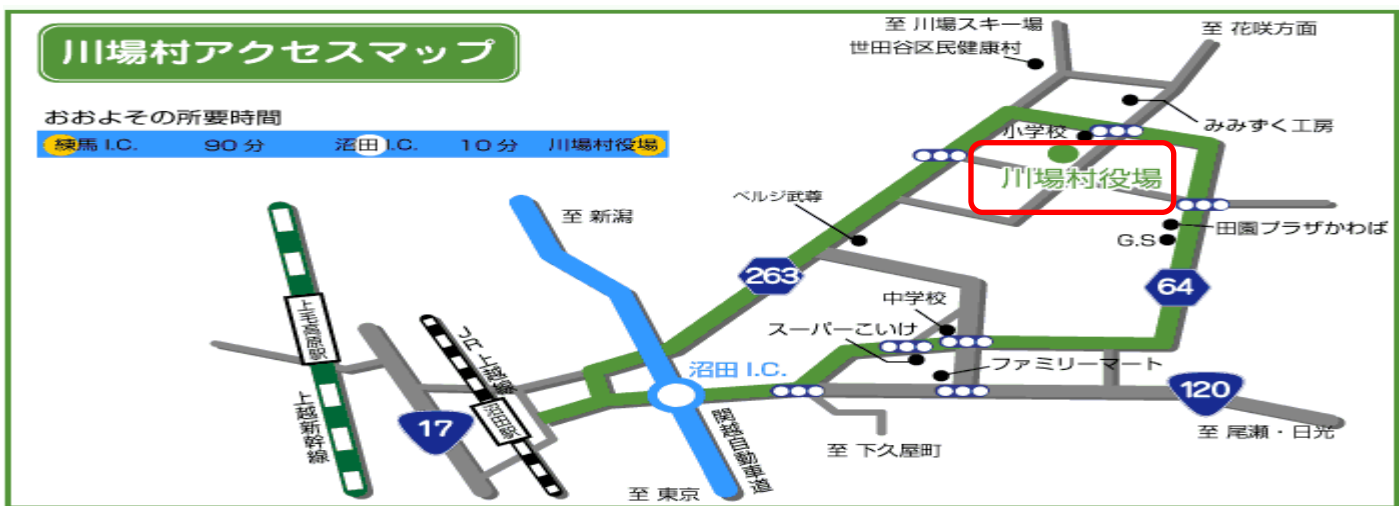 川場村アクセスマップ
おおよその所要時間
練馬 I.C. 90分 沼田 I.C. 10分 川場村役場
至 川場スキー場
世田谷区民健康村
至 花咲方面
みみずく工房
小学校
川場村役場
田園プラザかわば
G.S
ベルジ武尊
至 新潟
263
64
中学校
スーパーこいけ
ファミリーマート
沼田 I.C.
120
至 尾瀬・日光
至 下久屋町
関越自動車道
至 東京
上毛高原駅
上越新幹線
JR上越線
沼田駅
17